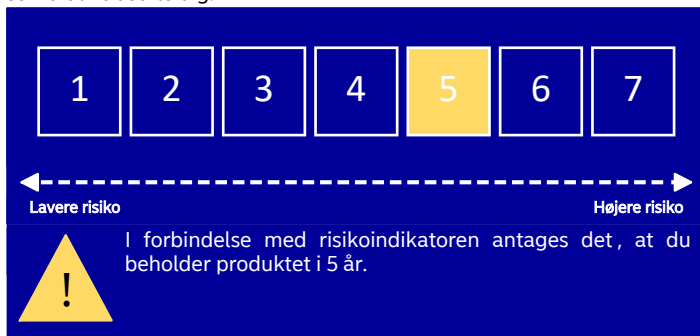 1 2 3 4 5 6 7
Lavere risiko Højere risiko
I forbindelse med risikoindikatoren antages det, at du
beholder produktet i 5 år.
!